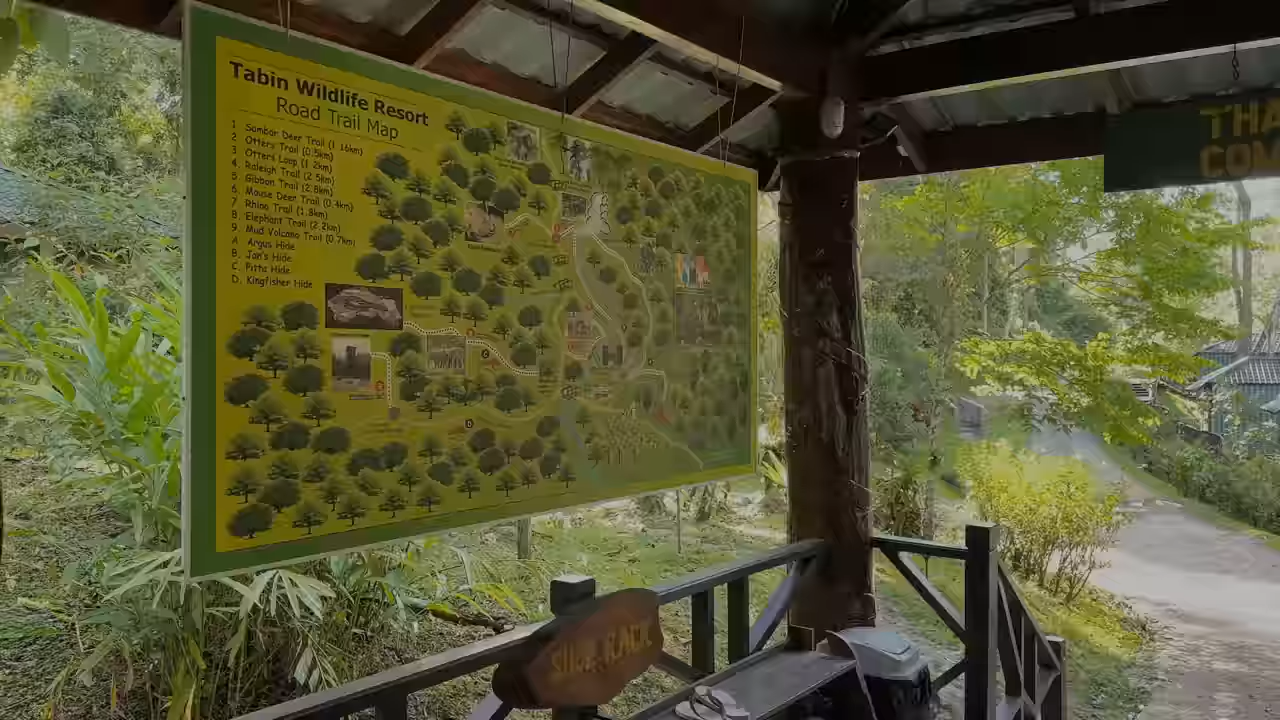 Tabin Wildlife Resort
Road Trail Map
1 Sambar Deer Trail (1.16km)
2 Otters Trail (0.5km)
3 Otters Loop (1.2km)
4. Raleigh Trail (2.5km)
5 Gibbon Trail (2.8km)
6. Mouse Deer Trail (0.4km)
7 Rhino Trail (1.8km)
8. Elephant Trail (2.2km)
9. Mud Volcano Trail (0.7km)
A Argus Hide
B. Jan's Hide
C. Pitta Hide
D. Kingfisher Hide
THA
COM
SHOE RACK